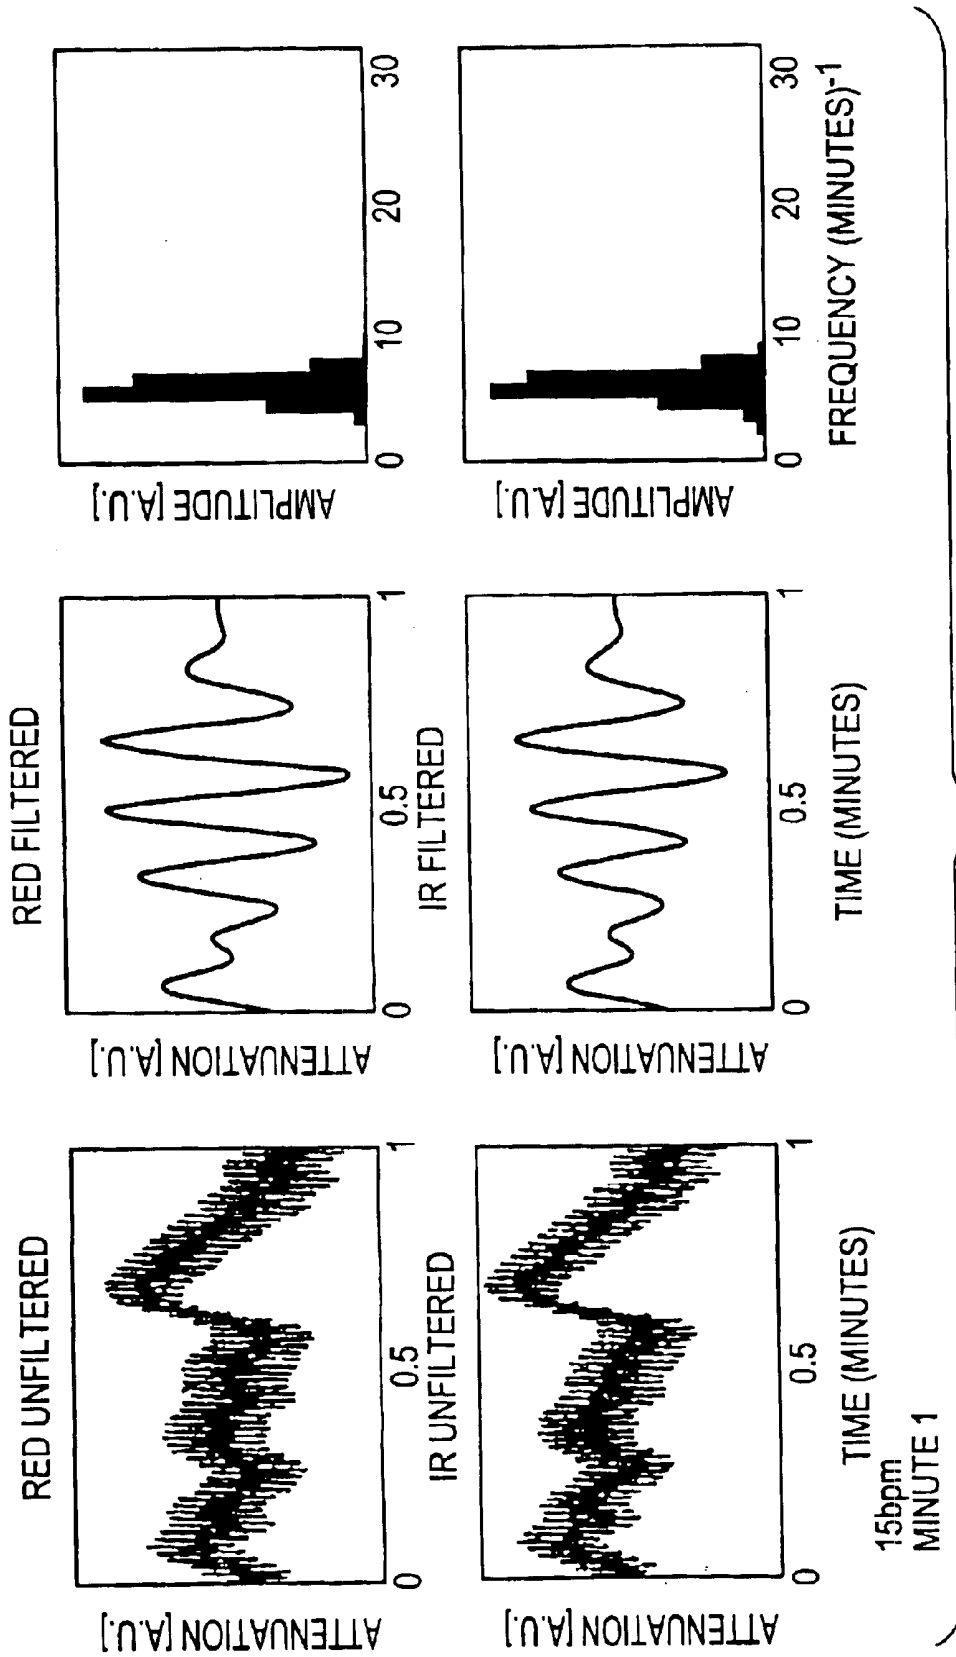 RED UNFILTERED
ATTENUATION [A.U.]
0
0.5
1
RED FILTERED
ATTENUATION [A.U.]
0
0.5
1
AMPLITUDE [A.U.]
0
10
20
30
IR UNFILTERED
ATTENUATION [A.U.]
0
0.5
1
TIME (MINUTES)
IR FILTERED
ATTENUATION [A.U.]
0
0.5
1
TIME (MINUTES)
AMPLITUDE [A.U.]
0
10
20
30
FREQUENCY (MINUTES)-1
15bpm
MINUTE 1